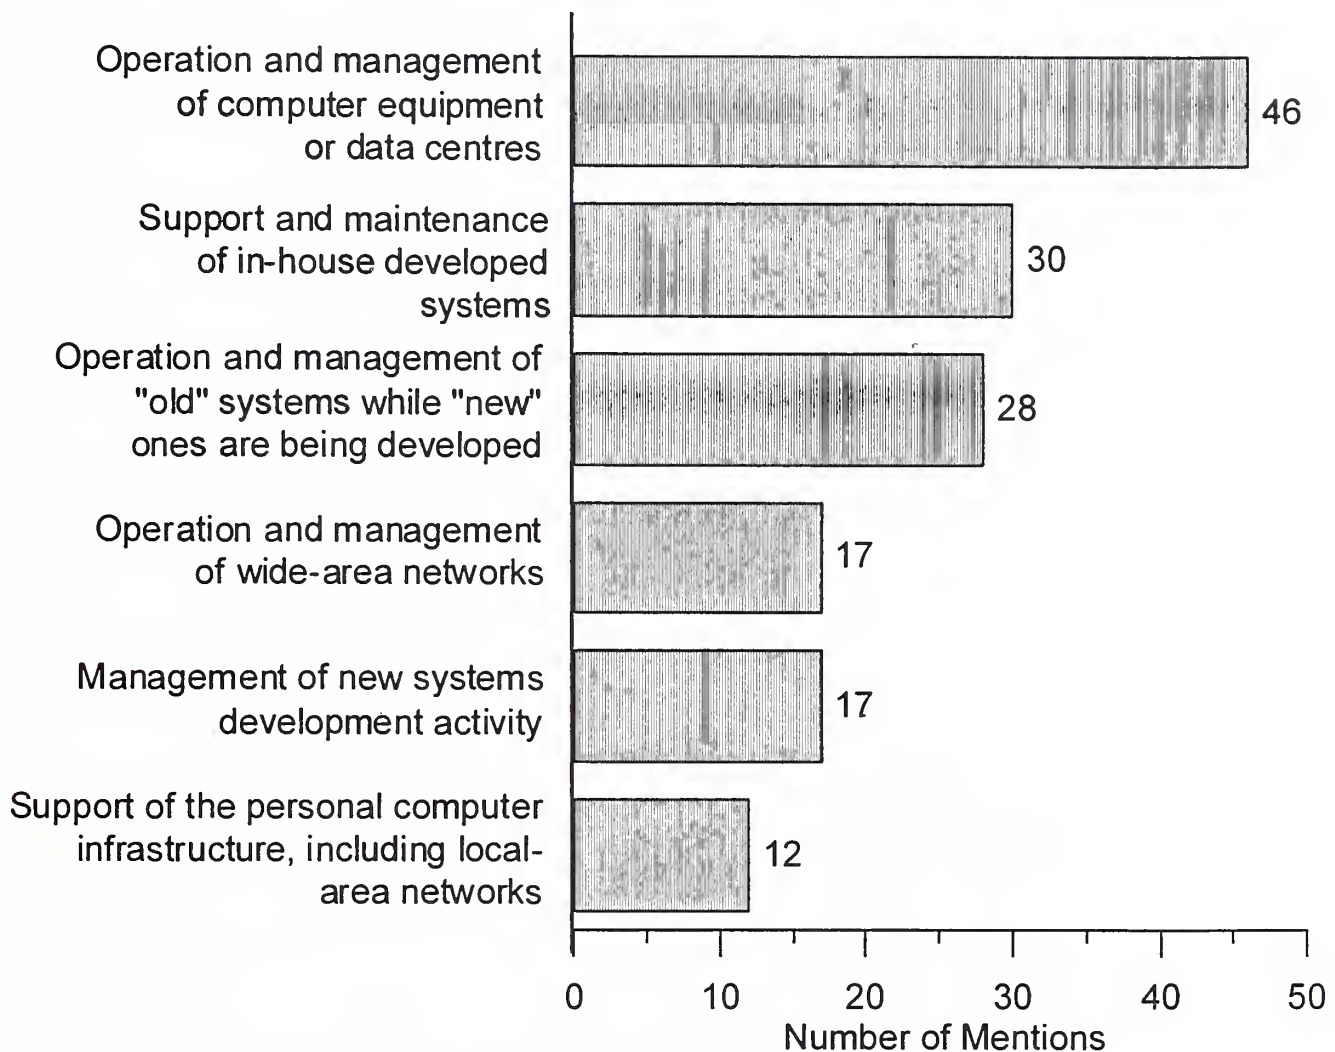 Operation and management
of computer equipment
or data centres
46
Support and maintenance
of in-house developed
systems
30
Operation and management of
"old" systems while "new"
ones are being developed
28
Operation and management
of wide-area networks
17
Management of new systems
development activity
17
Support of the personal computer
infrastructure, including local-
area networks
12
0 10 20 30 40 50
Number of Mentions